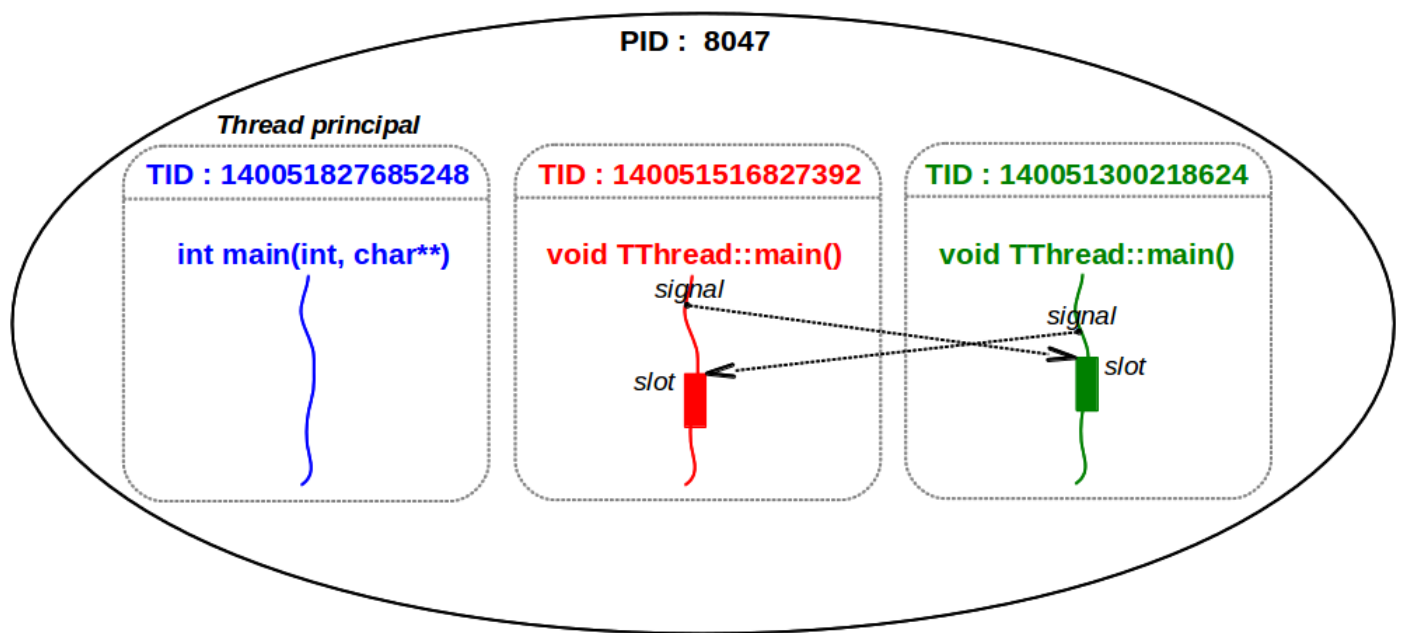 PID :  8047
Thread principal
TID : 140051827685248
int main(int, char**)
TID : 140051516827392
void TThread::main()
signal
slot
TID : 140051300218624
void TThread::main()
signal
slot